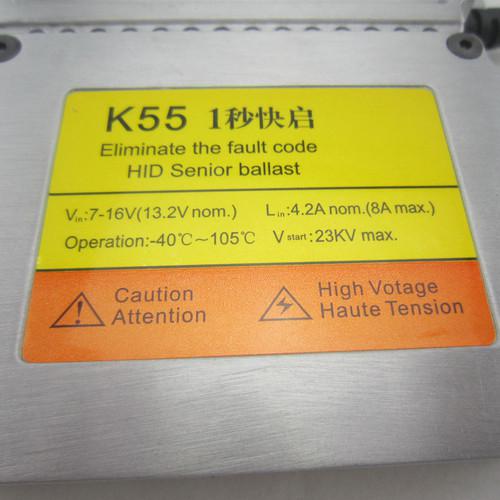 K55 1秒快启
Eliminate the fault code
HID Senior ballast
Vin:7-16V(13.2V nom.) Lin:4.2A nom.(8A max.)
Operation:-40℃~105℃ Vstart:23KV max.
Caution
Attention
High Votage
Haute Tension